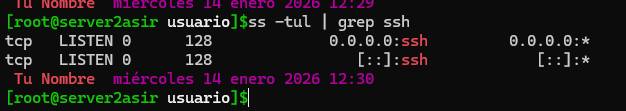 Tu Nombre miércoles 14 enero 2026 12:29
[root@server2asir usuario]$ss -tul | grep ssh
tcp LISTEN 0 128 0.0.0.0:ssh 0.0.0.0:*
tcp LISTEN 0 128 [::]:ssh [::]:*
Tu Nombre miércoles 14 enero 2026 12:30
[root@server2asir usuario]$